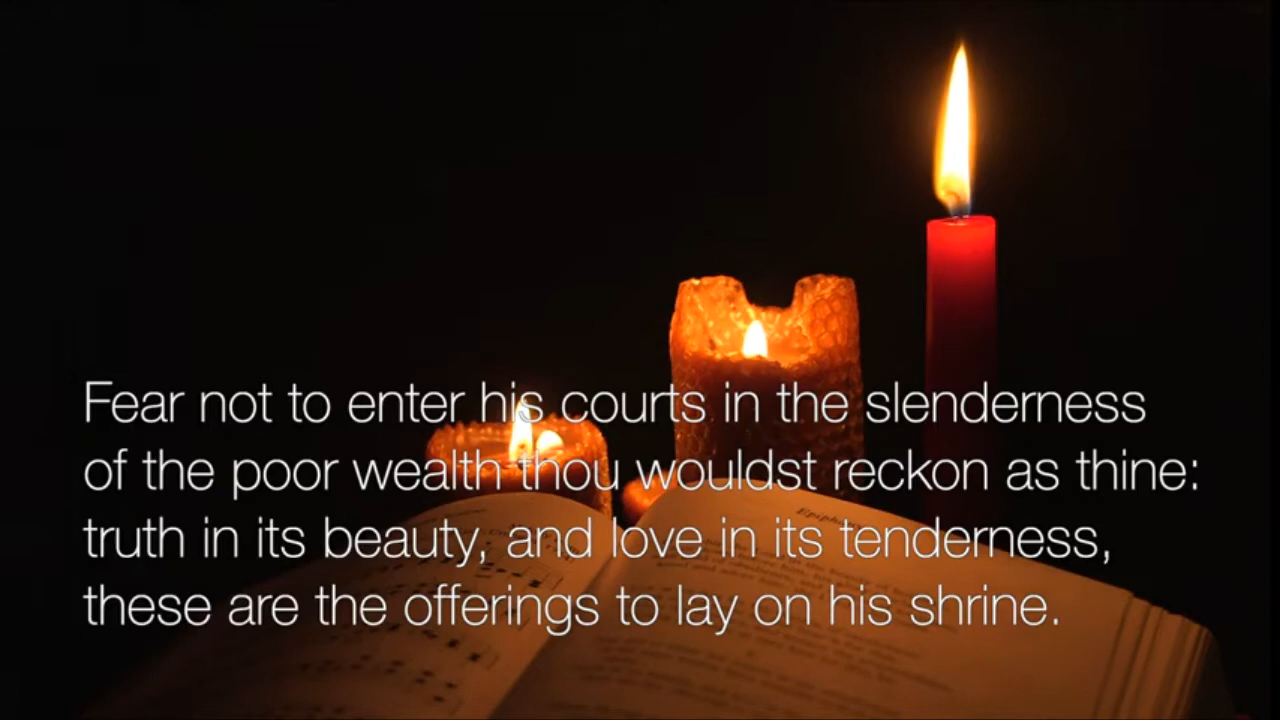 Fear not to enter his courts in the slenderness
of the poor wealth thou wouldst reckon as thine:
truth in its beauty, and love in its tenderness,
these are the offerings to lay on his shrine.